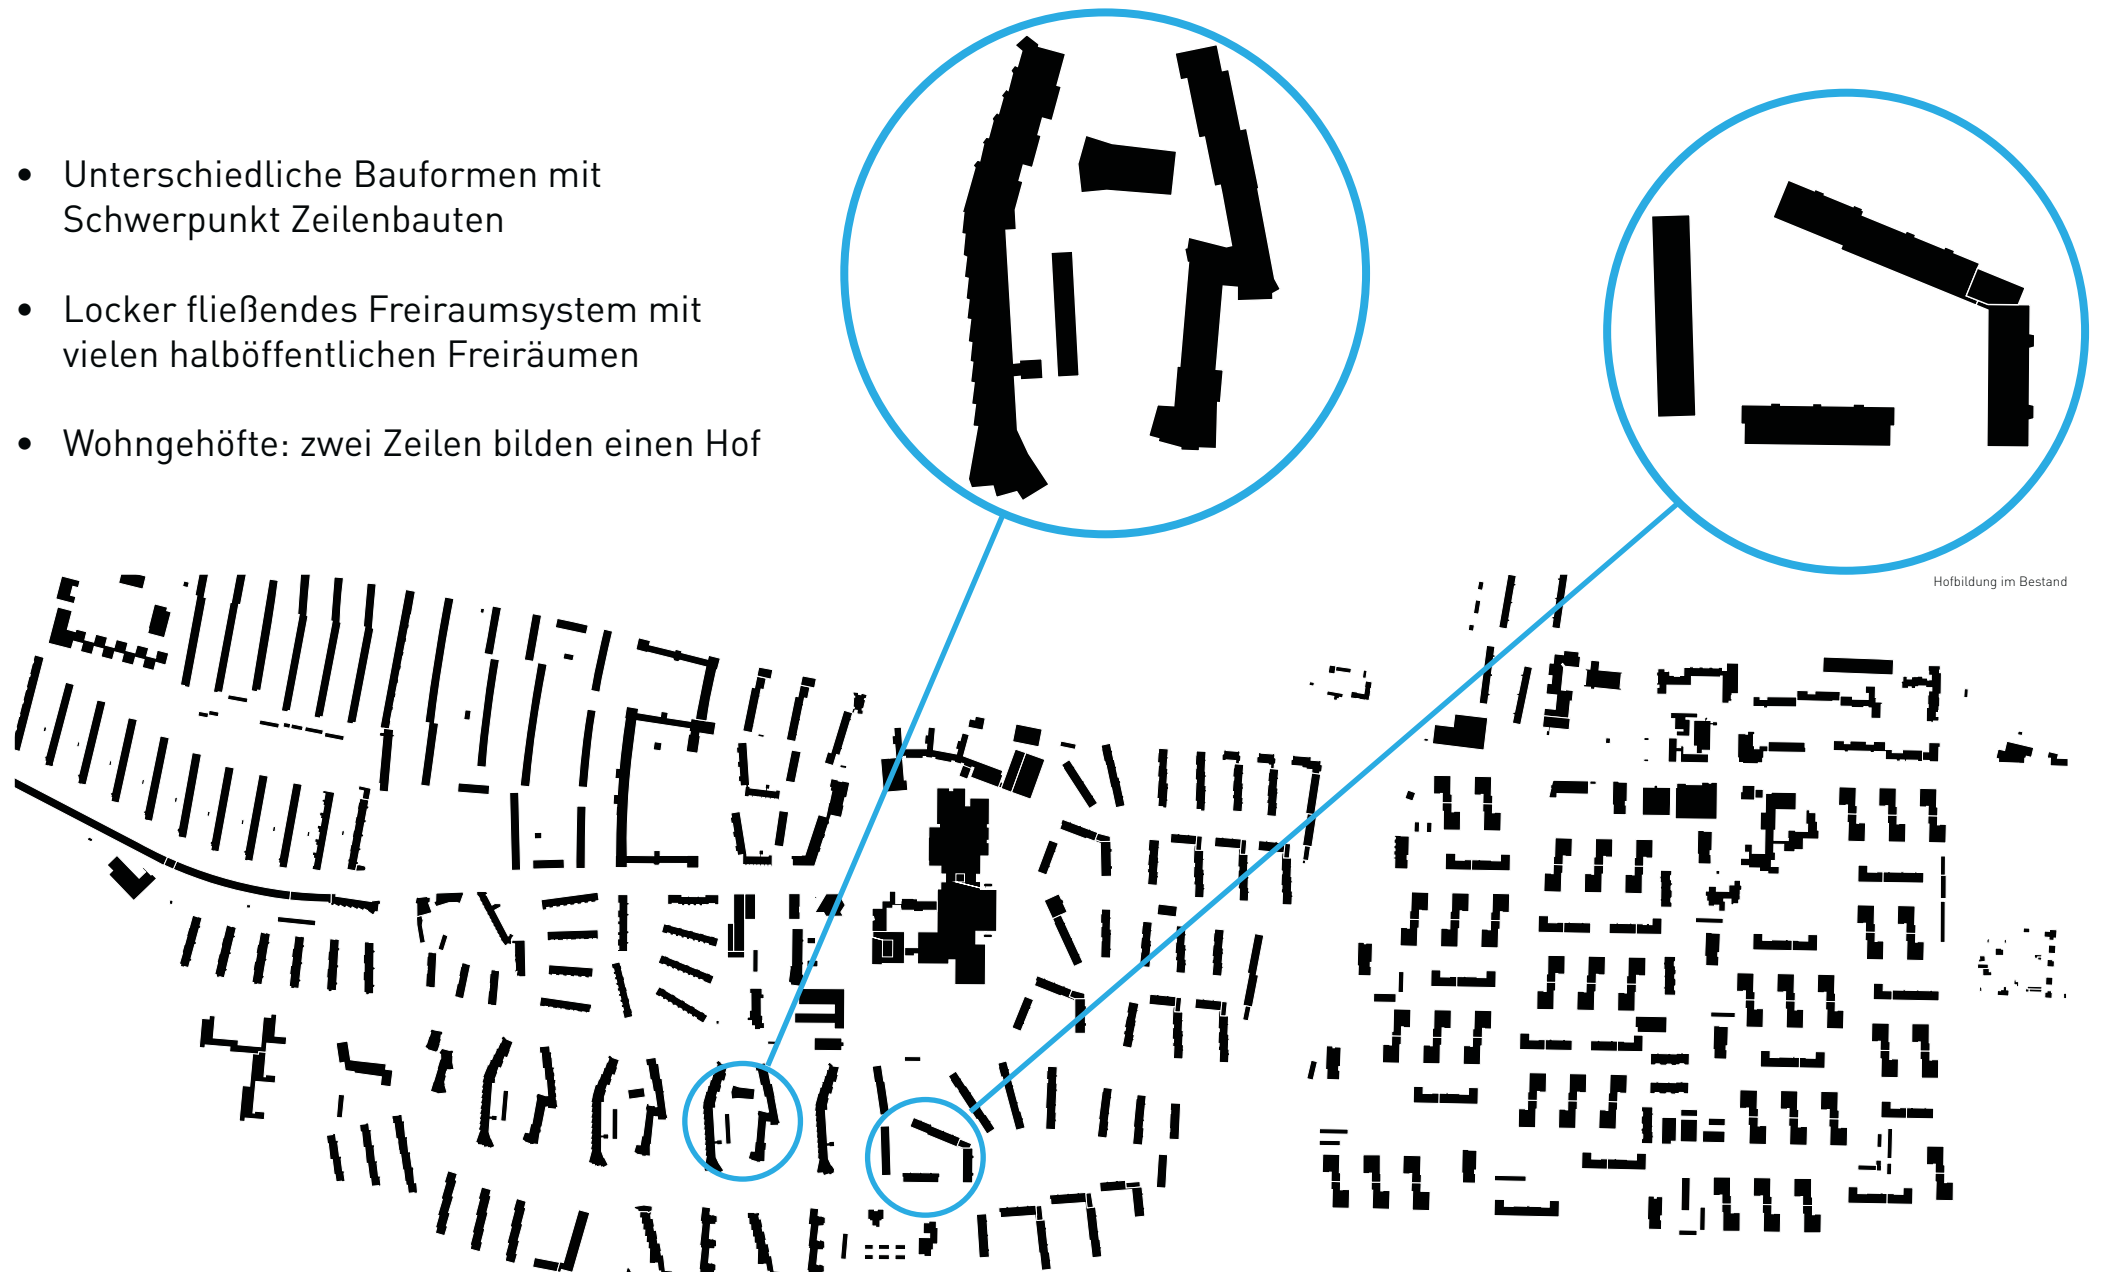 • Unterschiedliche Bauformen mit
Schwerpunkt Zeilenbauten
• Locker fließendes Freiraumsystem mit
vielen halböffentlichen Freiräumen
• Wohngehöfte: zwei Zeilen bilden einen Hof
Hofbildung im Bestand